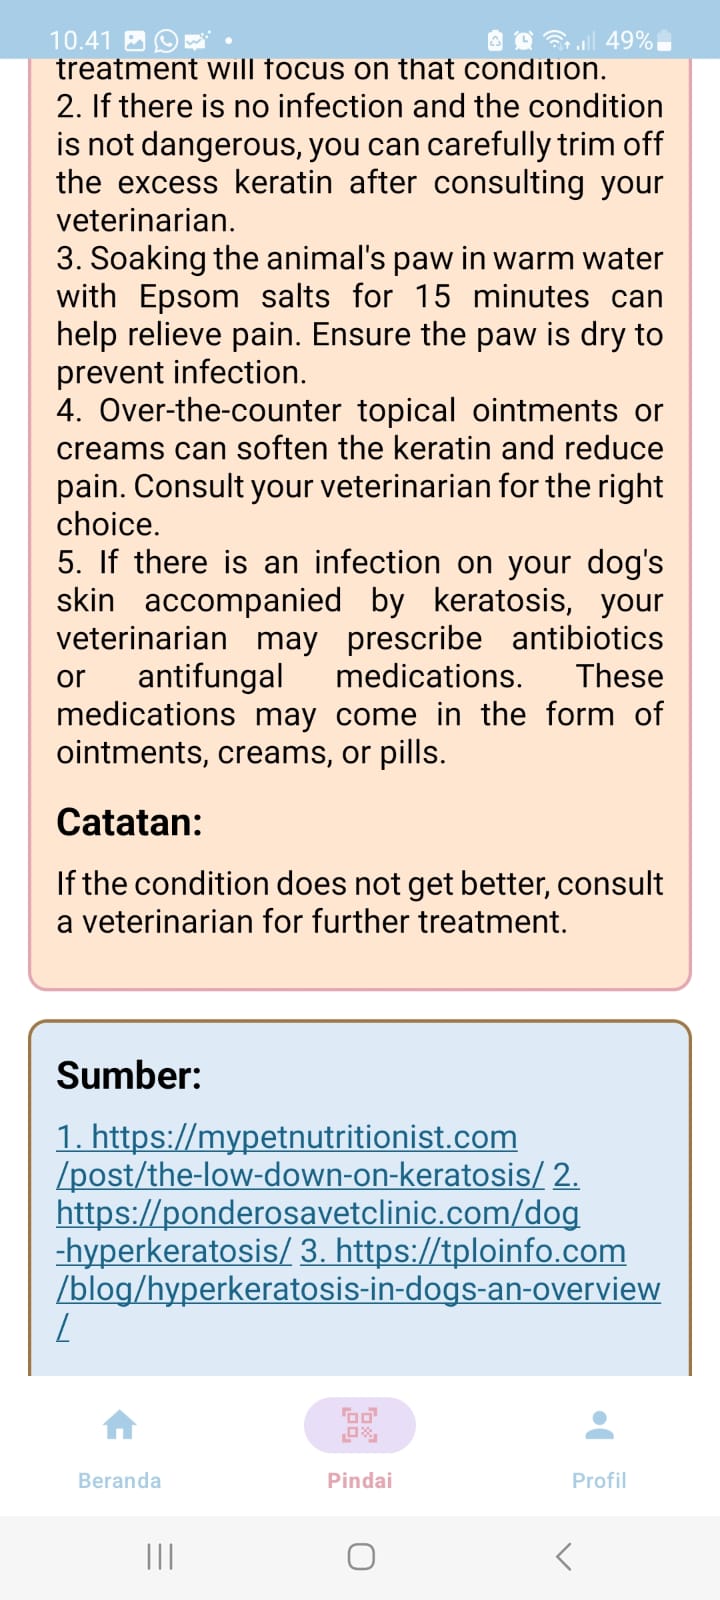 10.41
49%
treatment will focus on that condition.
2. If there is no infection and the condition
is not dangerous, you can carefully trim off
the excess keratin after consulting your
veterinarian.
3. Soaking the animal's paw in warm water
with Epsom salts for 15 minutes can
help relieve pain. Ensure the paw is dry to
prevent infection.
4. Over-the-counter topical ointments or
creams can soften the keratin and reduce
pain. Consult your veterinarian for the right
choice.
5. If there is an infection on your dog's
skin accompanied by keratosis, your
veterinarian may prescribe antibiotics
or antifungal medications. These
medications may come in the form of
ointments, creams, or pills.
Catatan:
If the condition does not get better, consult
a veterinarian for further treatment.
Sumber:
1. https://mypetnutritionist.com
/post/the-low-down-on-keratosis/ 2.
https://ponderosavetclinic.com/dog
-hyperkeratosis/ 3. https://tploinfo.com
/blog/hyperkeratosis-in-dogs-an-overview
/
Beranda
Pindai
Profil